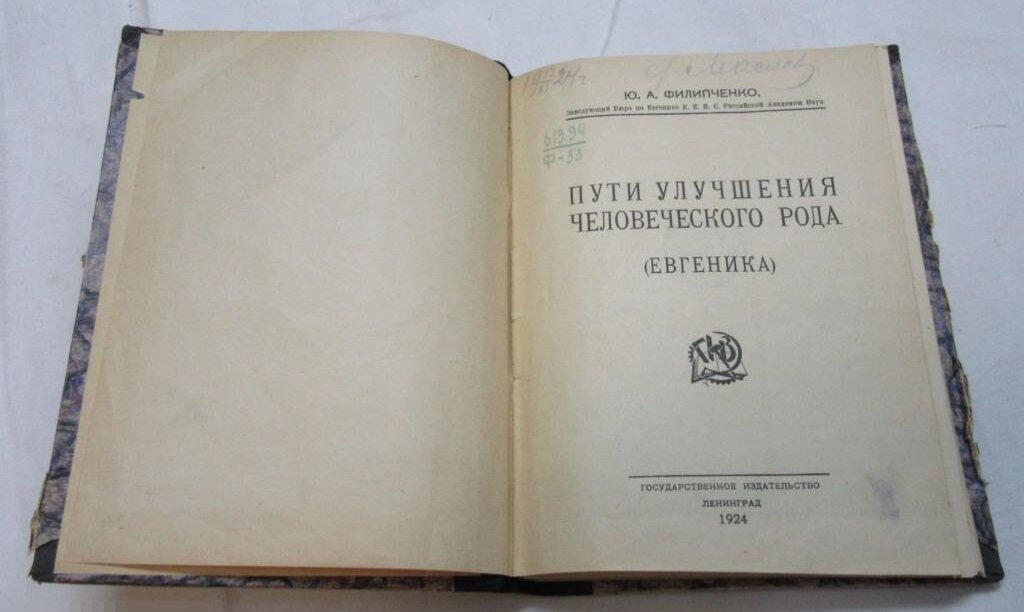 Ю. А. ФИЛИПЧЕНКО.
Заведующий Бюро по Евгенике К. Е. П. С. Российской Академии Наук
613.94
Ф-53
ПУТИ УЛУЧШЕНИЯ
ЧЕЛОВЕЧЕСКОГО РОДА
(ЕВГЕНИКА)
ГОСУДАРСТВЕННОЕ ИЗДАТЕЛЬСТВО
ЛЕНИНГРАД
1924